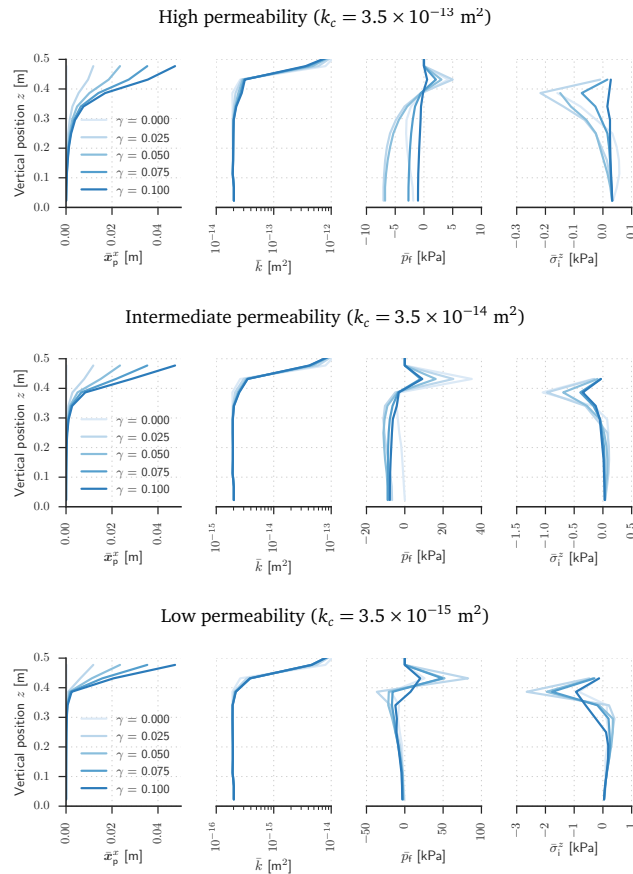 High permeability (k_c = 3.5 × 10⁻¹³ m²)
Vertical position z [m]
0.5
0.4
0.3
0.2
0.1
0.0
γ = 0.000
γ = 0.025
γ = 0.050
γ = 0.075
γ = 0.100
0.00 0.02 0.04
x̄ₚˣ [m]
10⁻¹⁴ 10⁻¹³ 10⁻¹²
k̄ [m²]
−10 −5 0 5 10
p̄_f [kPa]
−0.3 −0.2 −0.1 0.0 0.1
σ̄ᵢᶻ [kPa]
Intermediate permeability (k_c = 3.5 × 10⁻¹⁴ m²)
Vertical position z [m]
0.5
0.4
0.3
0.2
0.1
0.0
γ = 0.000
γ = 0.025
γ = 0.050
γ = 0.075
γ = 0.100
0.00 0.02 0.04
x̄ₚˣ [m]
10⁻¹⁵ 10⁻¹⁴ 10⁻¹³
k̄ [m²]
−20 0 20 40
p̄_f [kPa]
−1.5 −1.0 −0.5 0.0 0.5
σ̄ᵢᶻ [kPa]
Low permeability (k_c = 3.5 × 10⁻¹⁵ m²)
Vertical position z [m]
0.5
0.4
0.3
0.2
0.1
0.0
γ = 0.000
γ = 0.025
γ = 0.050
γ = 0.075
γ = 0.100
0.00 0.02 0.04
x̄ₚˣ [m]
10⁻¹⁶ 10⁻¹⁵ 10⁻¹⁴
k̄ [m²]
−50 0 50 100
p̄_f [kPa]
−3 −2 −1 0 1
σ̄ᵢᶻ [kPa]